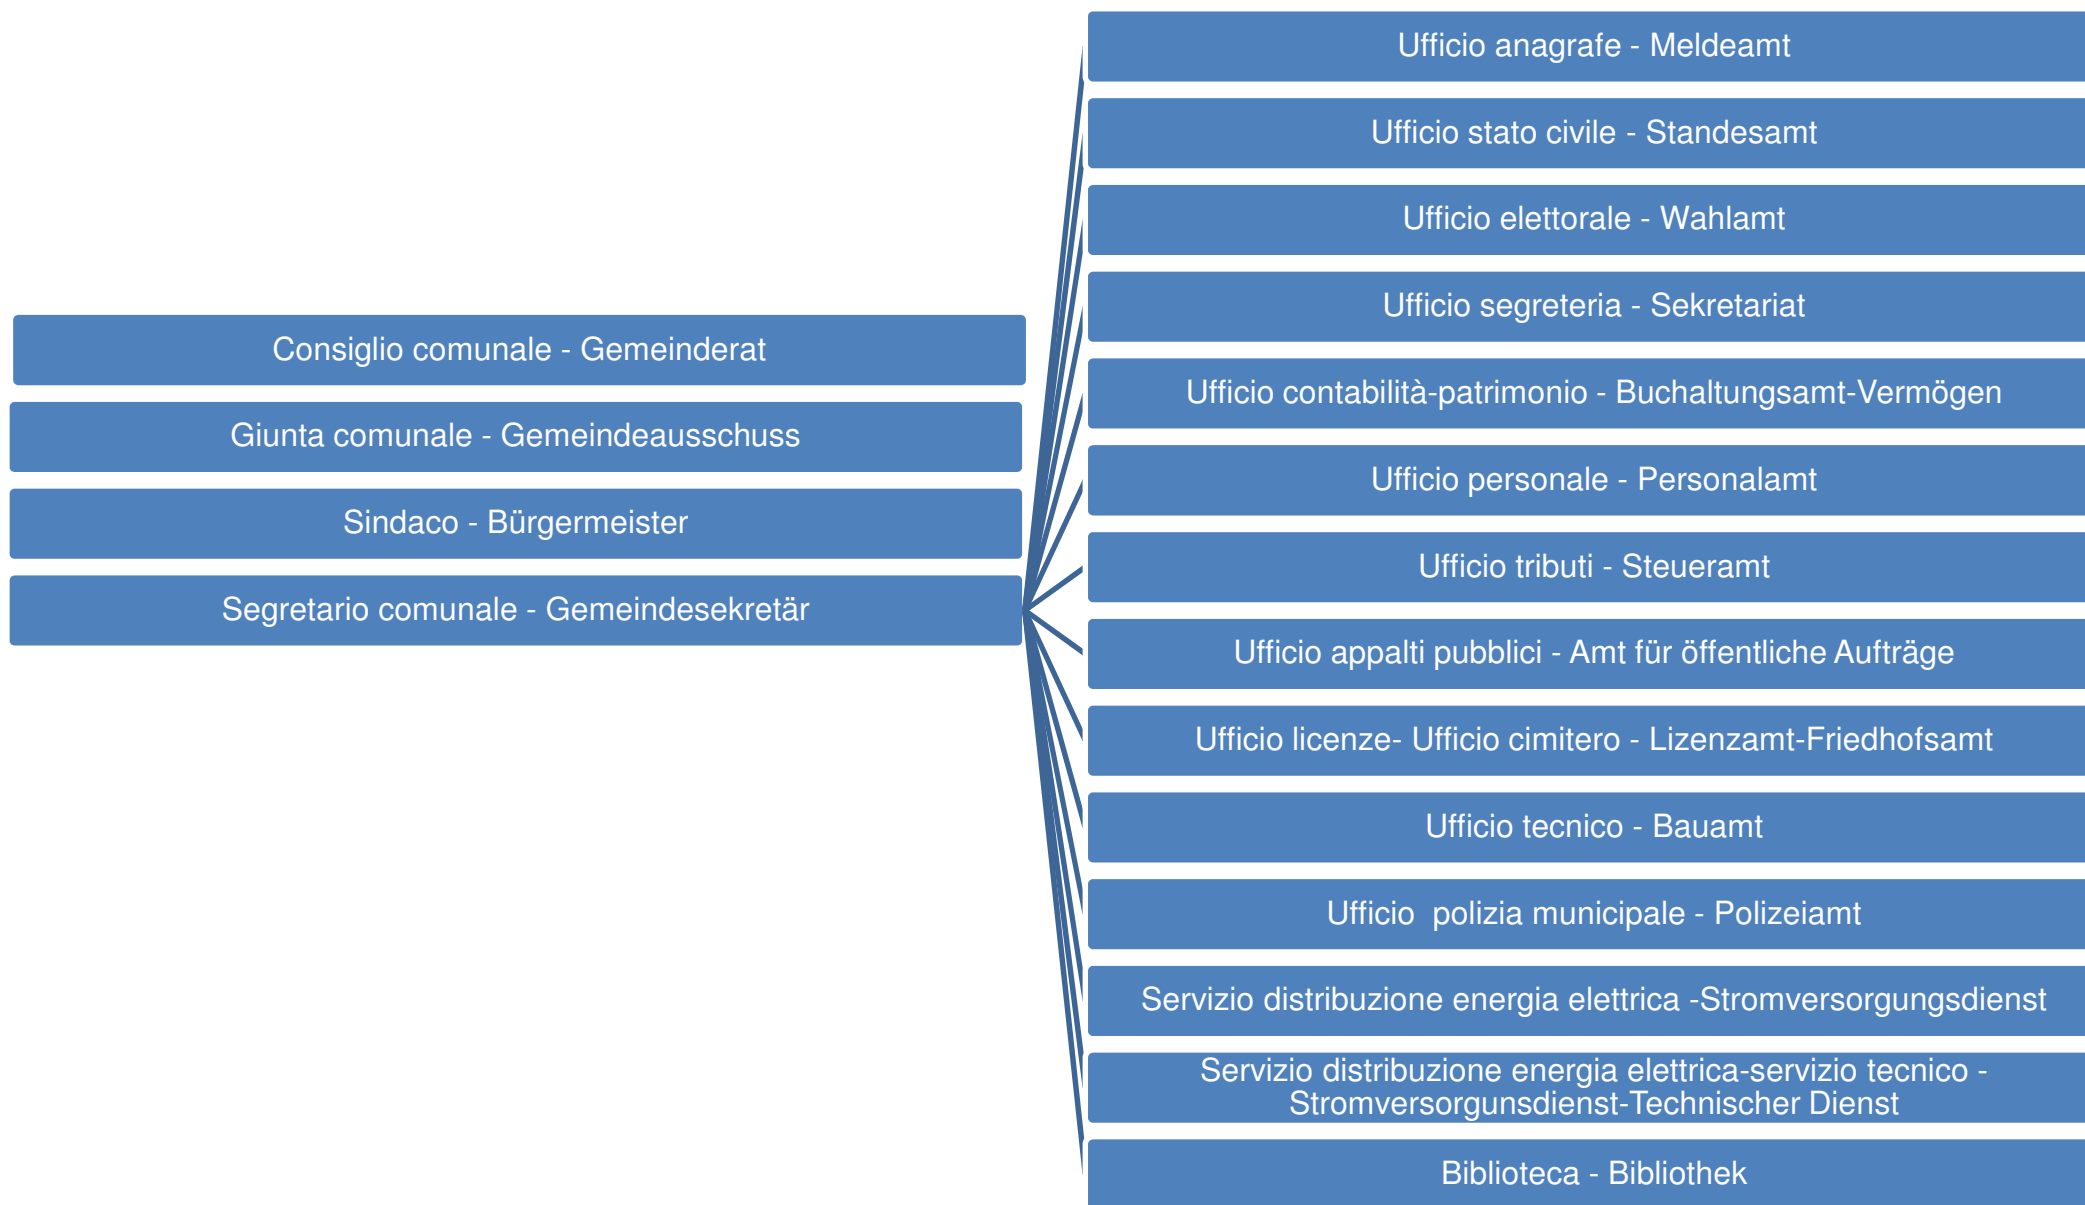 Consiglio comunale - Gemeinderat
Giunta comunale - Gemeindeausschuss
Sindaco - Bürgermeister
Segretario comunale - Gemeindesekretär
Ufficio anagrafe - Meldeamt
Ufficio stato civile - Standesamt
Ufficio elettorale - Wahlamt
Ufficio segreteria - Sekretariat
Ufficio contabilità-patrimonio - Buchaltungsamt-Vermögen
Ufficio personale - Personalamt
Ufficio tributi - Steueramt
Ufficio appalti pubblici - Amt für öffentliche Aufträge
Ufficio licenze- Ufficio cimitero - Lizenzamt-Friedhofsamt
Ufficio tecnico - Bauamt
Ufficio  polizia municipale - Polizeiamt
Servizio distribuzione energia elettrica -Stromversorgungsdienst
Servizio distribuzione energia elettrica-servizio tecnico -
Stromversorgunsdienst-Technischer Dienst
Biblioteca - Bibliothek